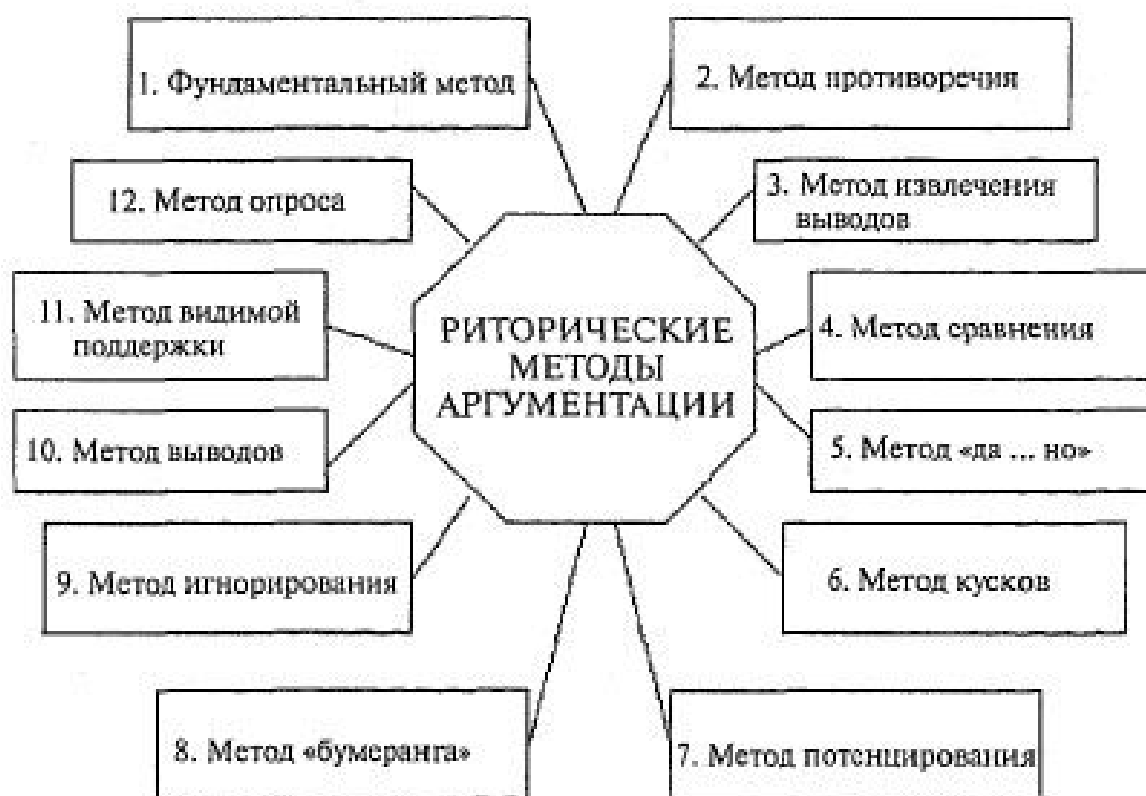 1. Фундаментальный метод
2. Метод противоречия
12. Метод опроса
3. Метод извлечения
выводов
11. Метод видимой
поддержки
РИТОРИЧЕСКИЕ
МЕТОДЫ
АРГУМЕНТАЦИИ
4. Метод сравнения
10. Метод выводов
5. Метод «да ... но»
9. Метод игнорирования
6. Метод кусков
8. Метод «бумеранга»
7. Метод потенцирования